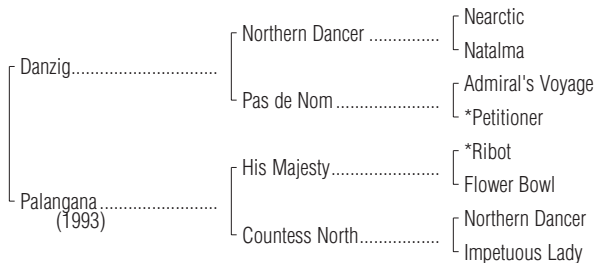 Nearctic
Northern Dancer ...............
Natalma
Danzig...............................
Admiral's Voyage
Pas de Nom ......................
*Petitioner
*Ribot
His Majesty.......................
Flower Bowl
Palangana.........................
(1993)
Northern Dancer
Countess North.................
Impetuous Lady